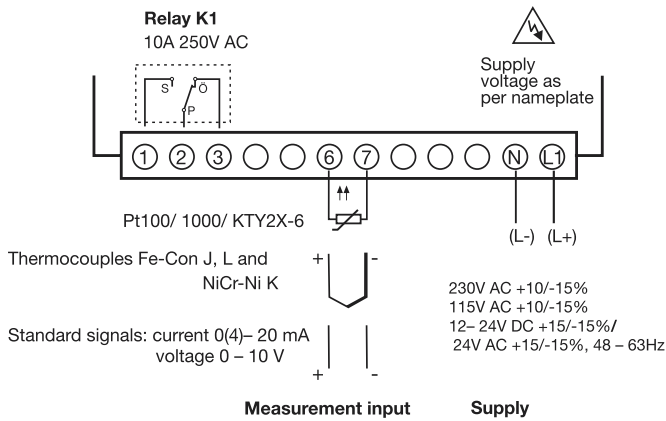 Relay K1
10A 250V AC
Supply
voltage as
per nameplate
S Ö
P
1 2 3 6 7 N L1
Pt100/ 1000/ KTY2X-6
(L-) (L+)
Thermocouples Fe-Con J, L and
NiCr-Ni K
+ -
230V AC +10/-15%
115V AC +10/-15%
12– 24V DC +15/-15%/
24V AC +15/-15%, 48 – 63Hz
Standard signals: current 0(4)– 20 mA
voltage 0 – 10 V
+ -
Measurement input Supply